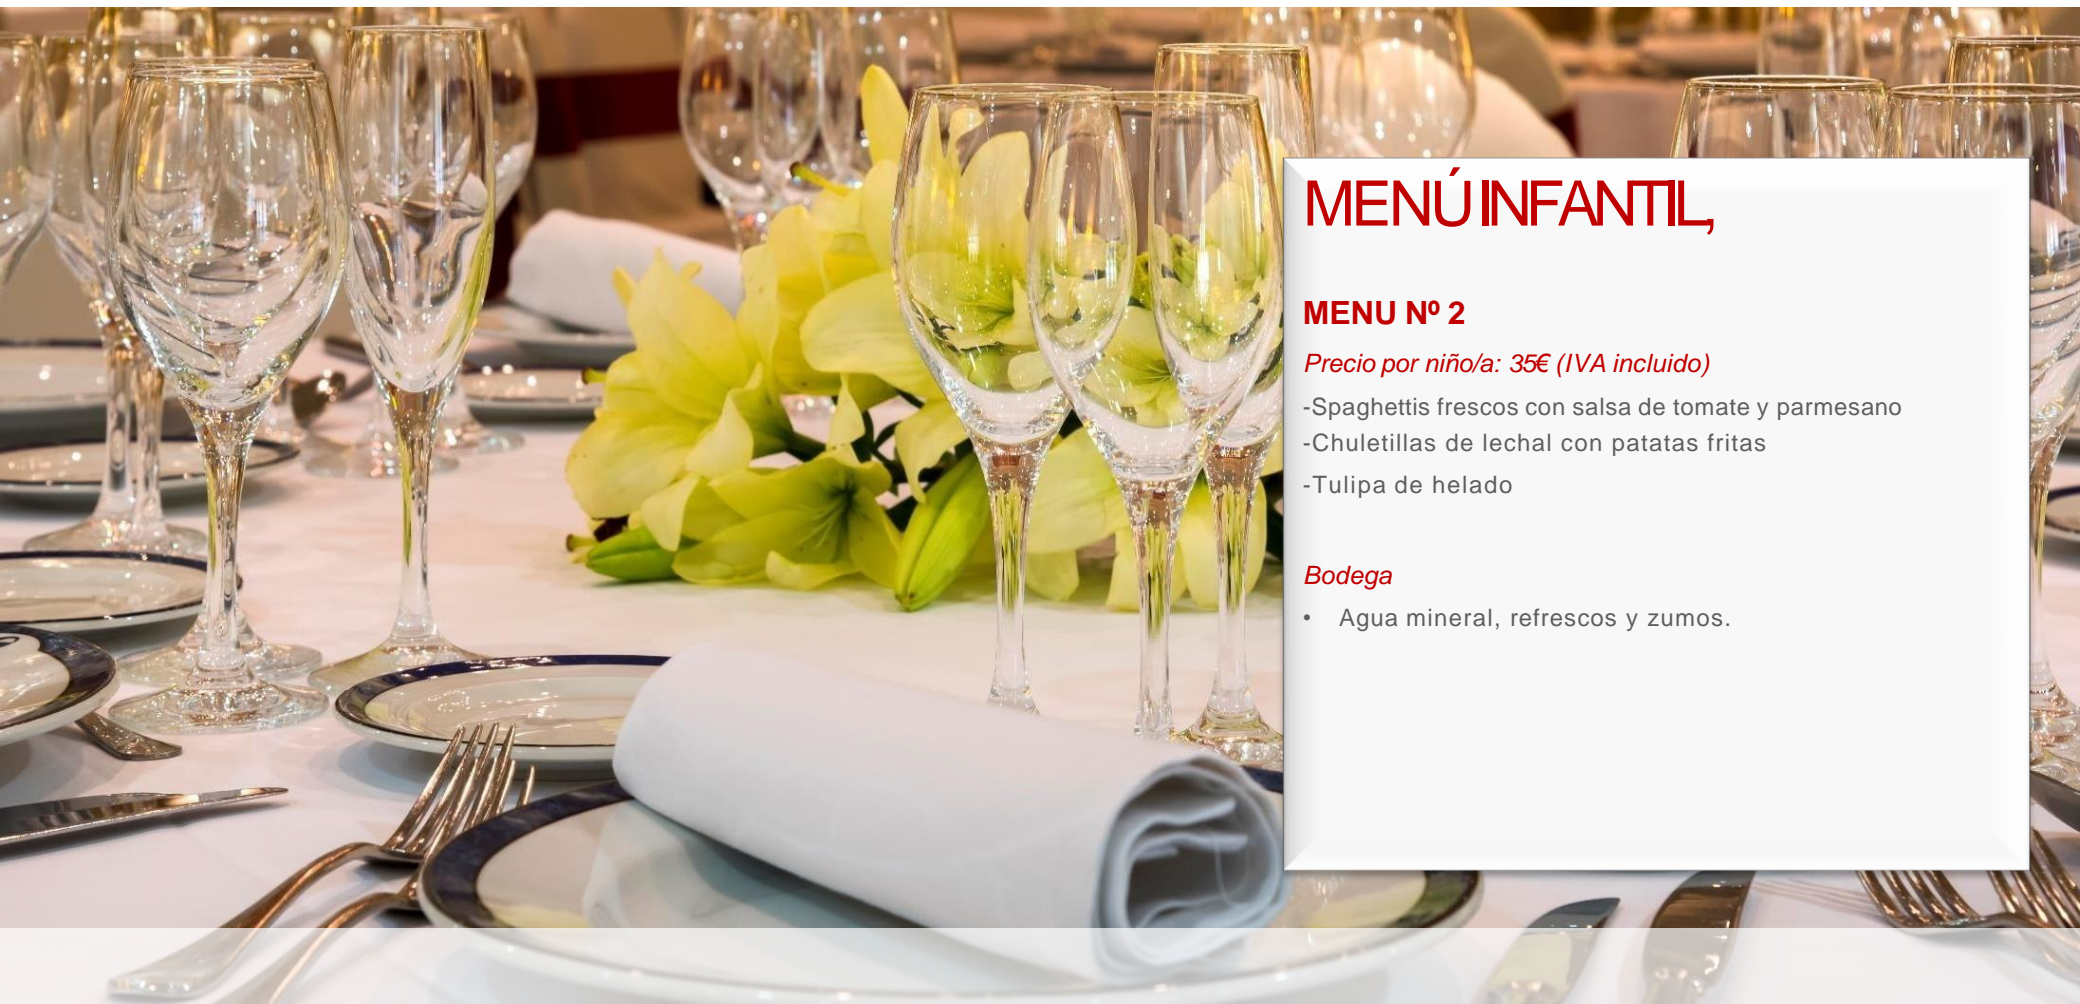 MENÚ INFANTIL,
MENU Nº 2
Precio por niño/a: 35€ (IVA incluido)
-Spaghettis frescos con salsa de tomate y parmesano
-Chuletillas de lechal con patatas fritas
-Tulipa de helado
Bodega
• Agua mineral, refrescos y zumos.